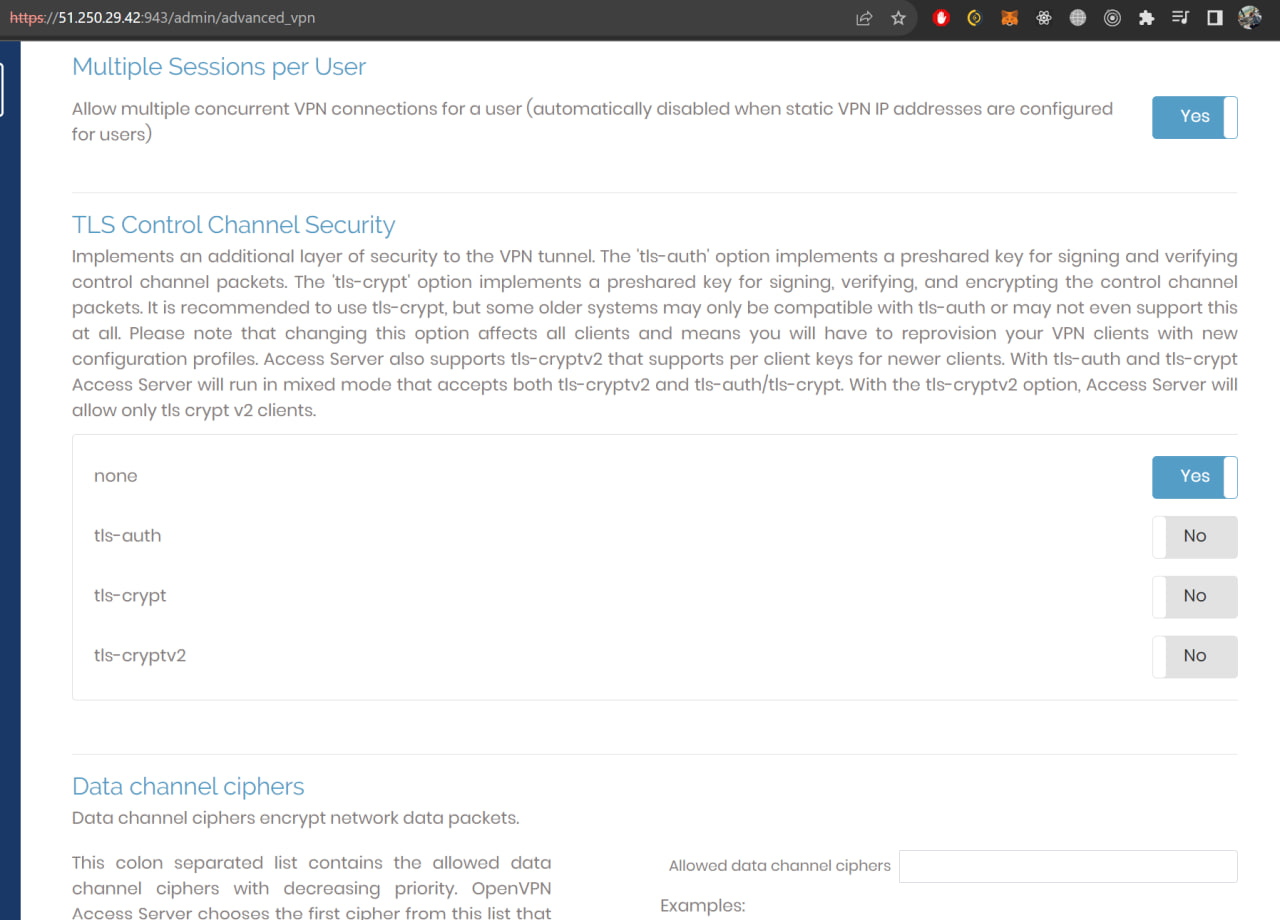 https://51.250.29.42:943/admin/advanced_vpn
Multiple Sessions per User
Allow multiple concurrent VPN connections for a user (automatically disabled when static VPN IP addresses are configured
for users)
Yes
TLS Control Channel Security
Implements an additional layer of security to the VPN tunnel. The 'tls-auth' option implements a preshared key for signing and verifying
control channel packets. The 'tls-crypt' option implements a preshared key for signing, verifying, and encrypting the control channel
packets. It is recommended to use tls-crypt, but some older systems may only be compatible with tls-auth or may not even support this
at all. Please note that changing this option affects all clients and means you will have to reprovision your VPN clients with new
configuration profiles. Access Server also supports tls-cryptv2 that supports per client keys for newer clients. With tls-auth and tls-crypt
Access Server will run in mixed mode that accepts both tls-cryptv2 and tls-auth/tls-crypt. With the tls-cryptv2 option, Access Server will
allow only tls crypt v2 clients.
none Yes
tls-auth No
tls-crypt No
tls-cryptv2 No
Data channel ciphers
Data channel ciphers encrypt network data packets.
This colon separated list contains the allowed data
channel ciphers with decreasing priority. OpenVPN
Access Server chooses the first cipher from this list that
Allowed data channel ciphers
Examples: